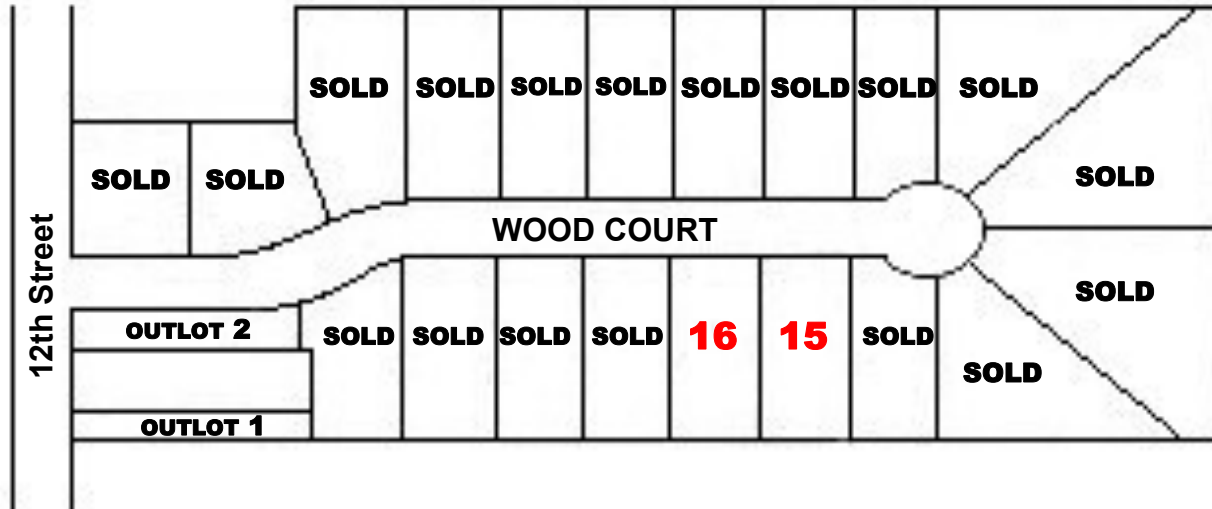 SOLD SOLD SOLD SOLD SOLD SOLD SOLD SOLD
SOLD SOLD SOLD
WOOD COURT
12th Street
SOLD
OUTLOT 2 SOLD SOLD SOLD SOLD 16 15 SOLD
SOLD
OUTLOT 1